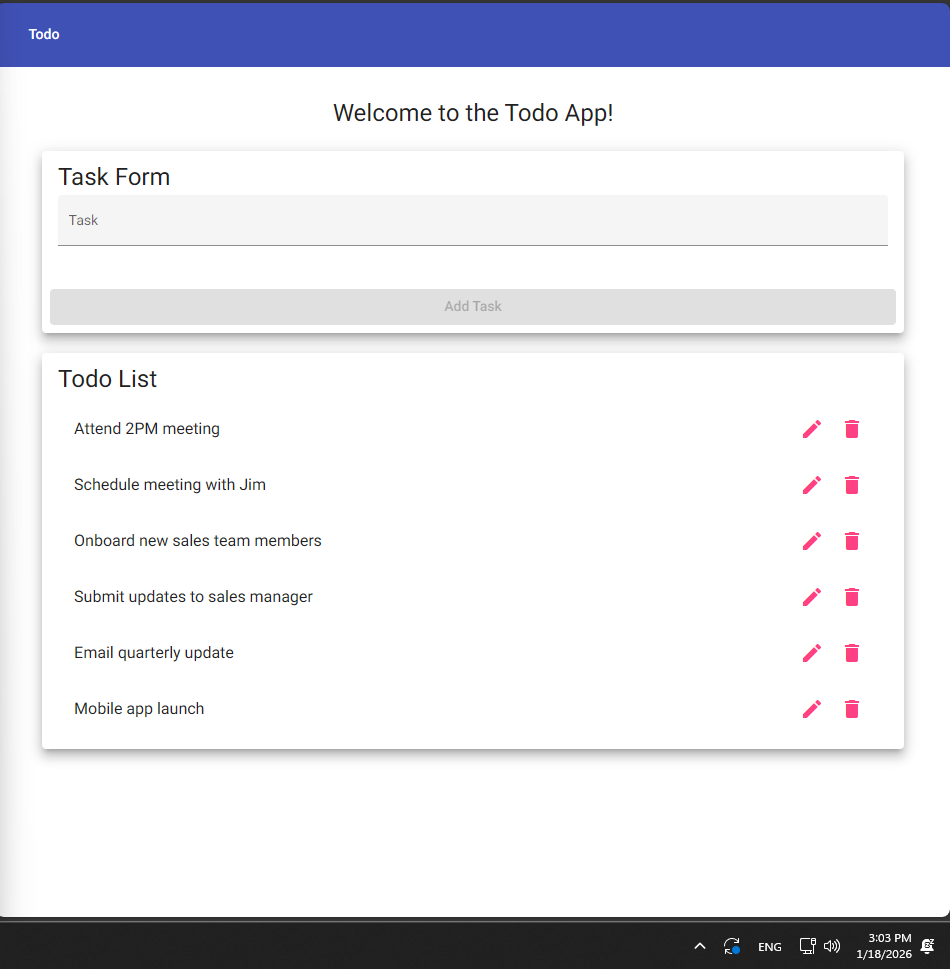 Todo
Welcome to the Todo App!
Task Form
Task
Add Task
Todo List
Attend 2PM meeting
Schedule meeting with Jim
Onboard new sales team members
Submit updates to sales manager
Email quarterly update
Mobile app launch
ENG
3:03 PM
1/18/2026